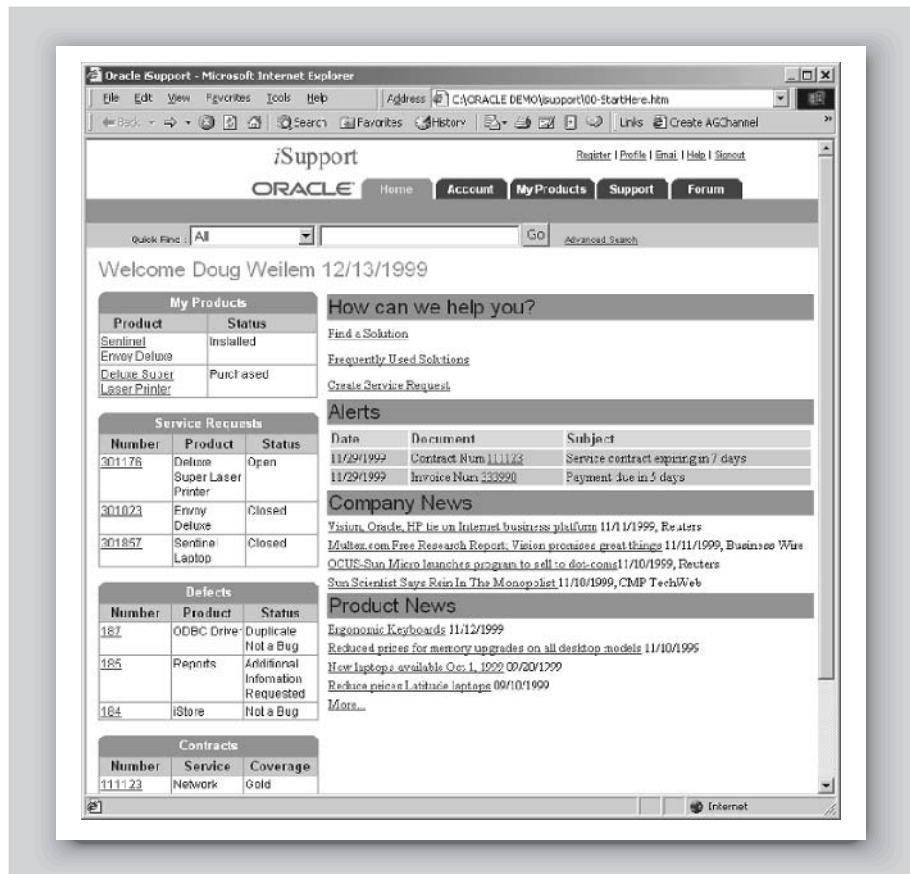 Oracle iSupport - Microsoft Internet Explorer
File Edit View Favorites Tools Help
Address C:\ORACLE DEMO\isupport\00-StartHere.htm
Back Search Favorites History Links Create AGChannel
iSupport
Register | Profile | Email | Help | Signout
ORACLE Home Account My Products Support Forum
Quick Find : All Go Advanced Search
Welcome Doug Weilem 12/13/1999
My Products
Product Status
Sentinel Installed
Envoy Deluxe
Deluxe Super Purchased
Laser Printer
Service Requests
Number Product Status
301176 Deluxe Open
Super Laser
Printer
301023 Envoy Closed
Deluxe
301857 Sentinel Closed
Laptop
Defects
Number Product Status
187 ODBC Driver Duplicate
Not a Bug
185 Reports Additional
Infomation
Requested
184 iStore Not a Bug
Contracts
Number Service Coverage
111123 Network Gold
How can we help you?
Find a Solution
Frequently Used Solutions
Create Service Request
Alerts
Date Document Subject
11/29/1999 Contract Num 111123 Service contract expiring in 7 days
11/29/1999 Invoice Num 333990 Payment due in 5 days
Company News
Vision, Oracle, HP tie on Internet business platform 11/11/1999, Reuters
Multex.com Free Research Report; Vision promises great things 11/11/1999, Business Wire
OCUS-Sun Micro launches program to sell to dot-coms 11/10/1999, Reuters
Sun Scientist Says Rein In The Monopolist 11/10/1999, CMP TechWeb
Product News
Ergonomic Keyboards 11/12/1999
Reduced prices for memory upgrades on all desktop models 11/10/1995
New laptops available Oct 1, 1999 09/20/1999
Reduce prices Latitude laptops 09/10/1999
More...
Internet